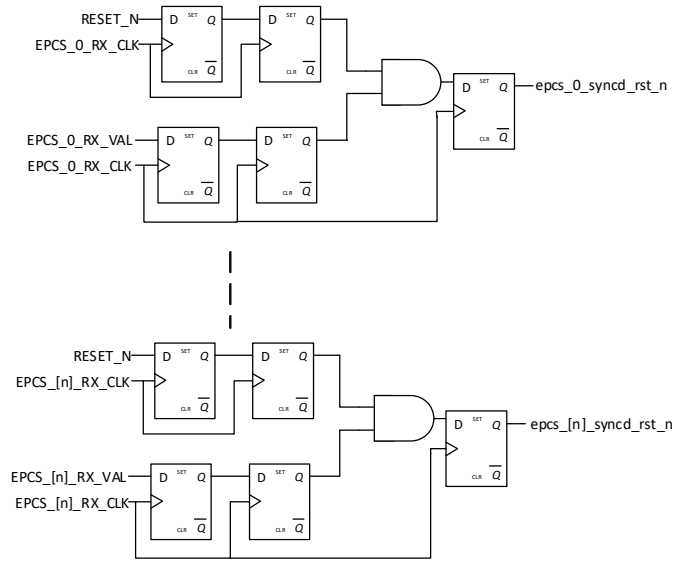 RESET_N
D SET Q
CLR Q
D SET Q
CLR Q
EPCS_0_RX_CLK
D SET Q
CLR Q
epcs_0_syncd_rst_n
EPCS_0_RX_VAL
D SET Q
CLR Q
D SET Q
CLR Q
EPCS_0_RX_CLK
RESET_N
D SET Q
CLR Q
D SET Q
CLR Q
EPCS_[n]_RX_CLK
D SET Q
CLR Q
epcs_[n]_syncd_rst_n
EPCS_[n]_RX_VAL
D SET Q
CLR Q
D SET Q
CLR Q
EPCS_[n]_RX_CLK